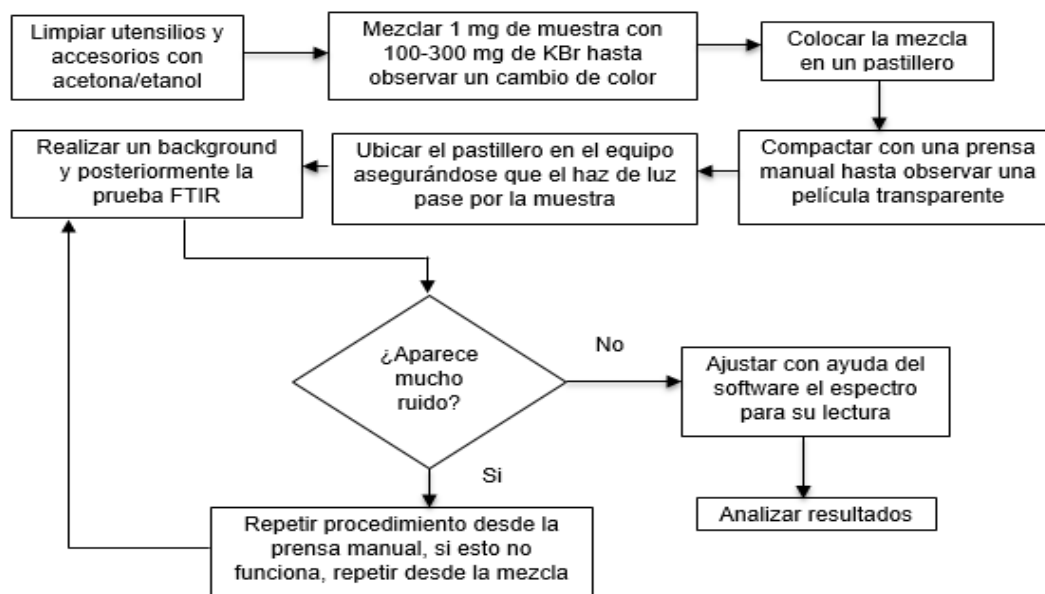 Limpiar utensilios y
accesorios con
acetona/etanol
Mezclar 1 mg de muestra con
100-300 mg de KBr hasta
observar un cambio de color
Colocar la mezcla
en un pastillero
Compactar con una prensa
manual hasta observar una
película transparente
Ubicar el pastillero en el equipo
asegurándose que el haz de luz
pase por la muestra
Realizar un background
y posteriormente la
prueba FTIR
¿Aparece
mucho
ruido?
No
Ajustar con ayuda del
software el espectro
para su lectura
Analizar resultados
Si
Repetir procedimiento desde la
prensa manual, si esto no
funciona, repetir desde la mezcla